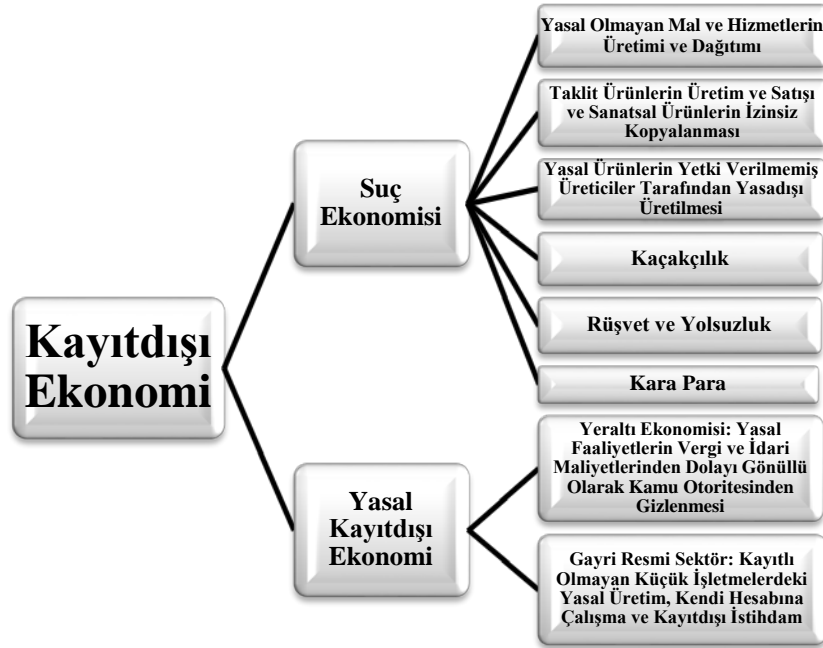 Kayıtdışı
Ekonomi
Suç
Ekonomisi
Yasal Olmayan Mal ve Hizmetlerin
Üretimi ve Dağıtımı
Taklit Ürünlerin Üretim ve Satışı
ve Sanatsal Ürünlerin İzinsiz
Kopyalanması
Yasal Ürünlerin Yetki Verilmemiş
Üreticiler Tarafından Yasadışı
Üretilmesi
Kaçakçılık
Rüşvet ve Yolsuzluk
Kara Para
Yasal
Kayıtdışı
Ekonomi
Yeraltı Ekonomisi: Yasal
Faaliyetlerin Vergi ve İdari
Maliyetlerinden Dolayı Gönüllü
Olarak Kamu Otoritesinden
Gizlenmesi
Gayri Resmi Sektör: Kayıtlı
Olmayan Küçük İşletmelerdeki
Yasal Üretim, Kendi Hesabına
Çalışma ve Kayıtdışı İstihdam